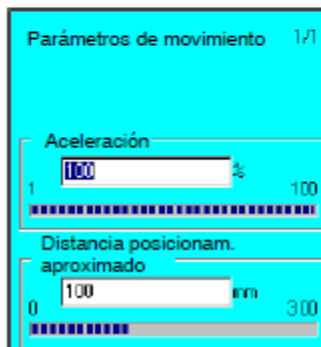 Parámetros de movimiento 1/1
Aceleración
100 %
1 100
Distancia posicionam.
aproximado
100 mm
0 300